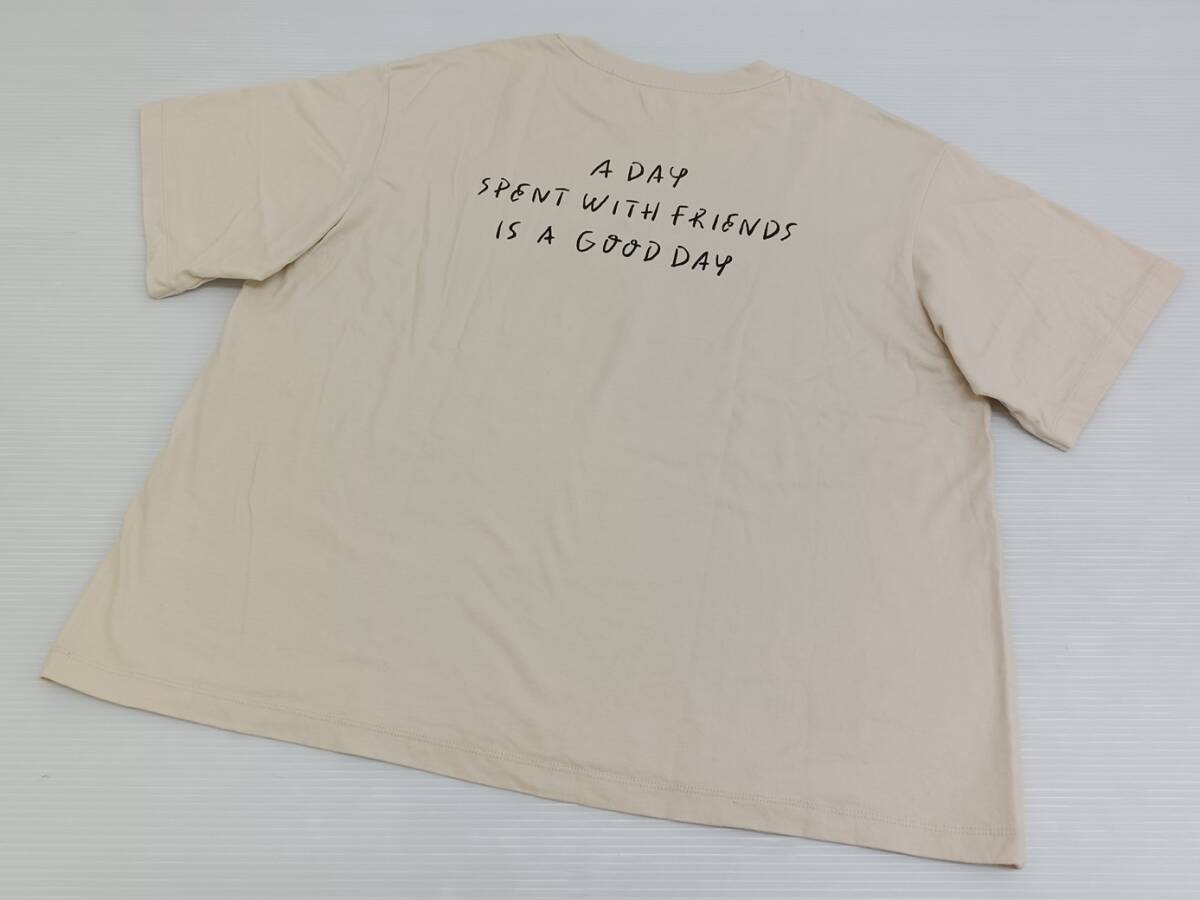 A DAY
SPENT WITH FRIENDS
IS A GOOD DAY